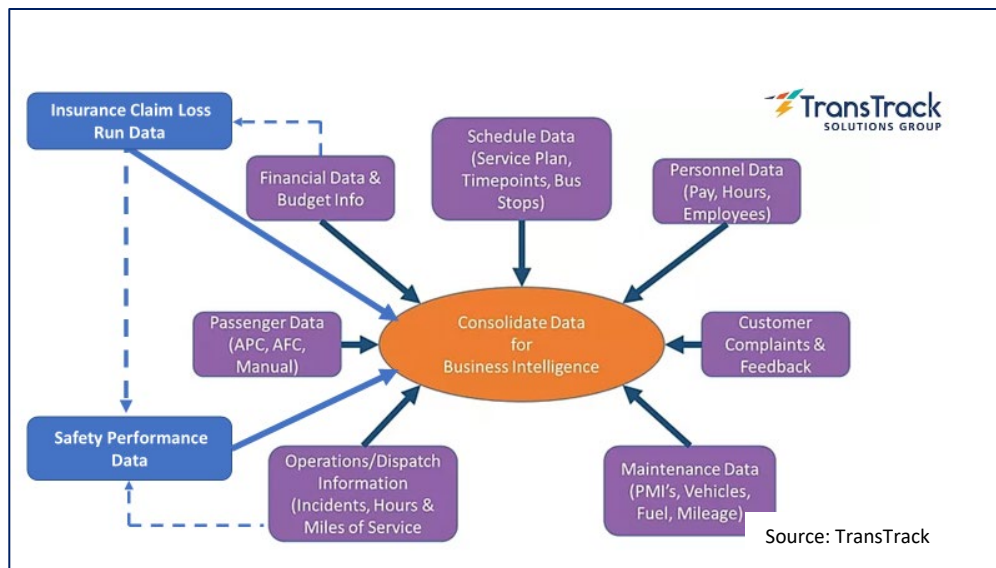 Insurance Claim Loss
Run Data
TransTrack
SOLUTIONS GROUP
Schedule Data
(Service Plan,
Timepoints, Bus
Stops)
Financial Data &
Budget Info
Personnel Data
(Pay, Hours,
Employees)
Passenger Data
(APC, AFC,
Manual)
Consolidate Data
for
Business Intelligence
Customer
Complaints &
Feedback
Safety Performance
Data
Operations/Dispatch
Information
(Incidents, Hours &
Miles of Service
Maintenance Data
(PMI's, Vehicles,
Fuel, Mileage)
Source: TransTrack